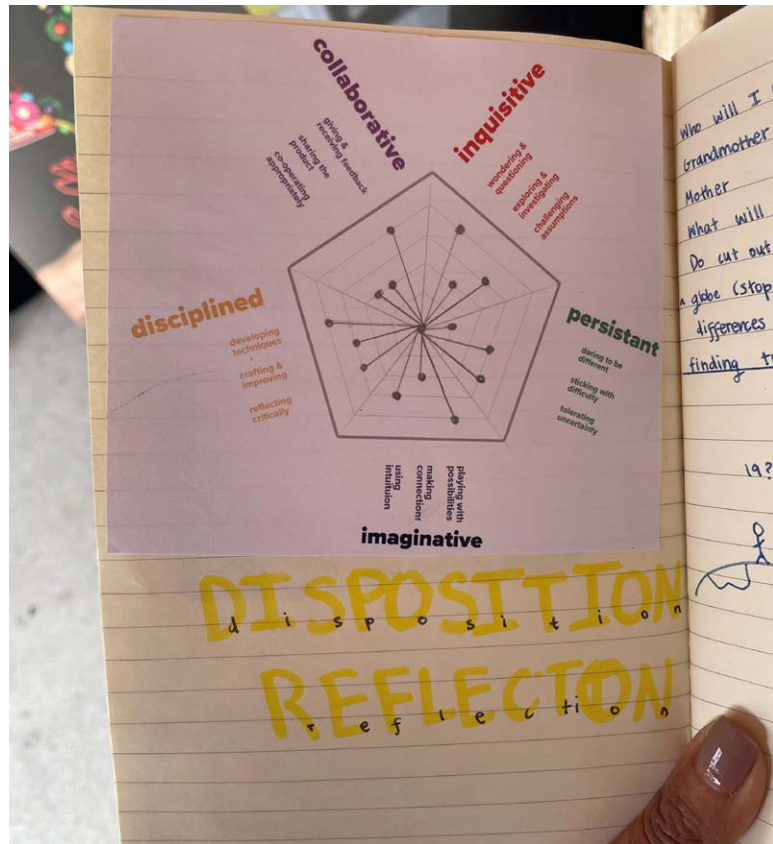 collaborative
giving &
receiving feedback
sharing the
product
co-operating
appropriately
inquisitive
wondering &
questioning
exploring &
investigating
challenging
assumptions
disciplined
developing
techniques
crafting &
improving
reflecting
critically
persistant
daring to be
different
sticking with
difficulty
tolerating
uncertainty
using
intuituion
making
connections
playing with
possibilities
imaginative
DISPOSITION
disposition
REFLECTION
reflection
Who will I
Grandmother
Mother
What will
Do cut out
globe (stop
differences
finding
19?